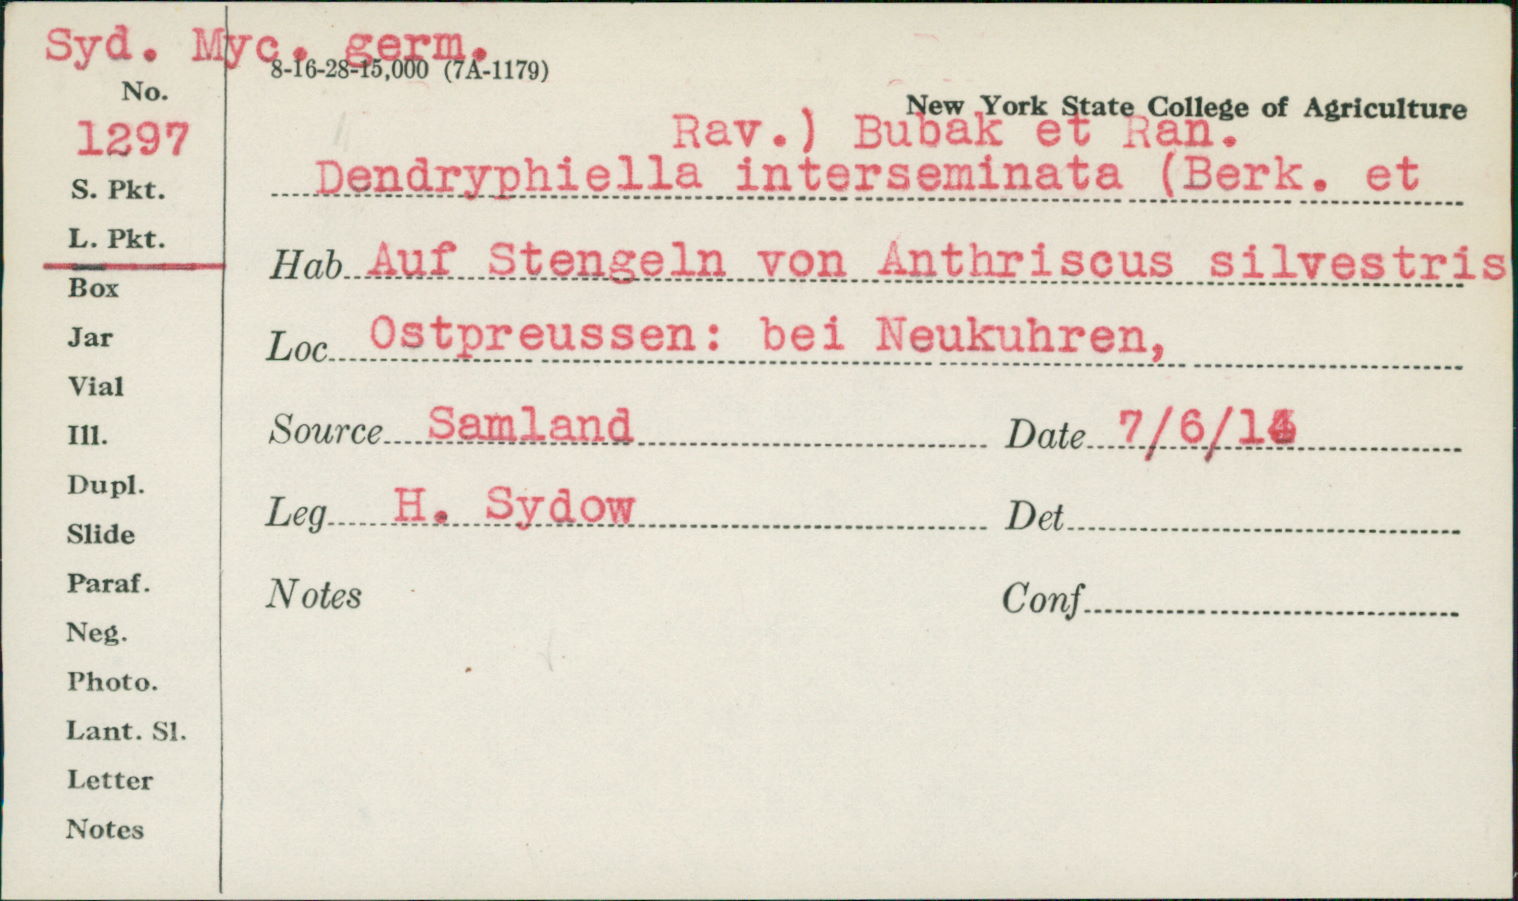 Syd. Myc. germ.
8-16-28-15,000 (7A-1179)
No.
1297
New York State College of Agriculture
Rav.) Bubak et Ran.
Dendryphiella interseminata (Berk. et
S. Pkt.
L. Pkt.
Hab Auf Stengeln von Anthriscus silvestris
Box
Jar
Loc Ostpreussen: bei Neukuhren,
Vial
Ill.
Source Samland Date 7/6/14
Dupl.
Slide
Leg H. Sydow Det
Paraf.
Notes Conf
Neg.
Photo.
Lant. Sl.
Letter
Notes